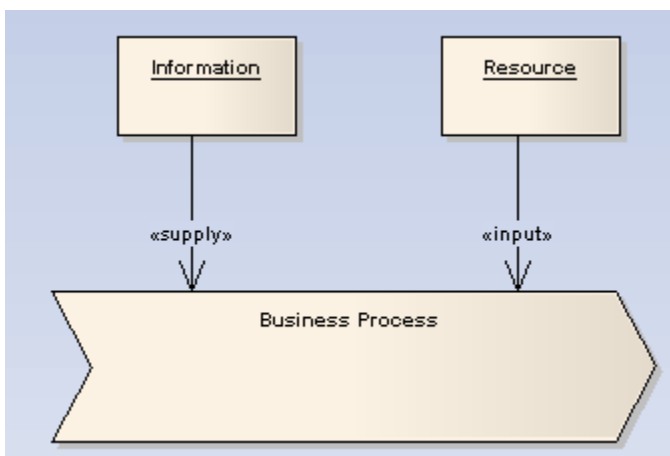 Information
Resource
«supply»
«input»
Business Process